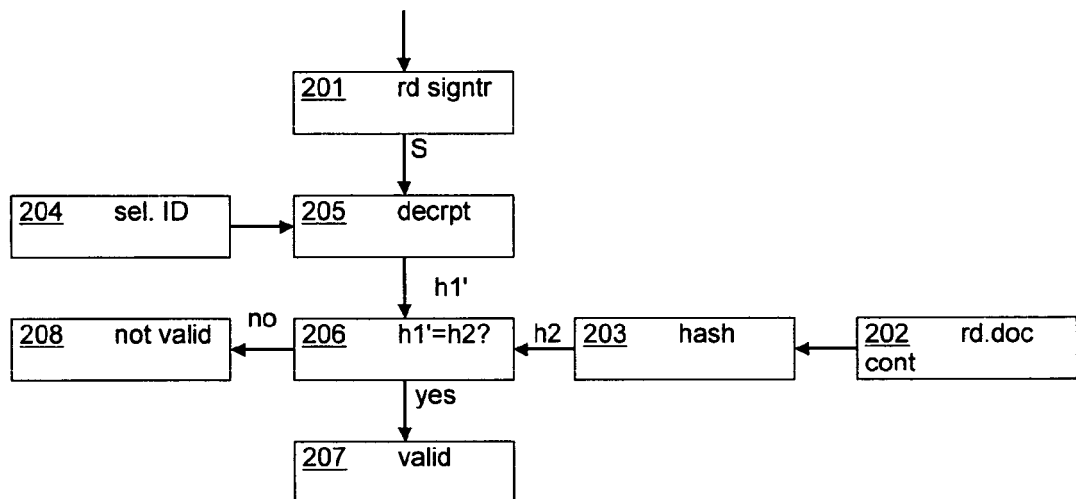 201 rd signtr
S
204 sel. ID
205 decrpt
h1'
208 not valid
no
206 h1'=h2?
h2
203 hash
202 rd.doc
cont
yes
207 valid